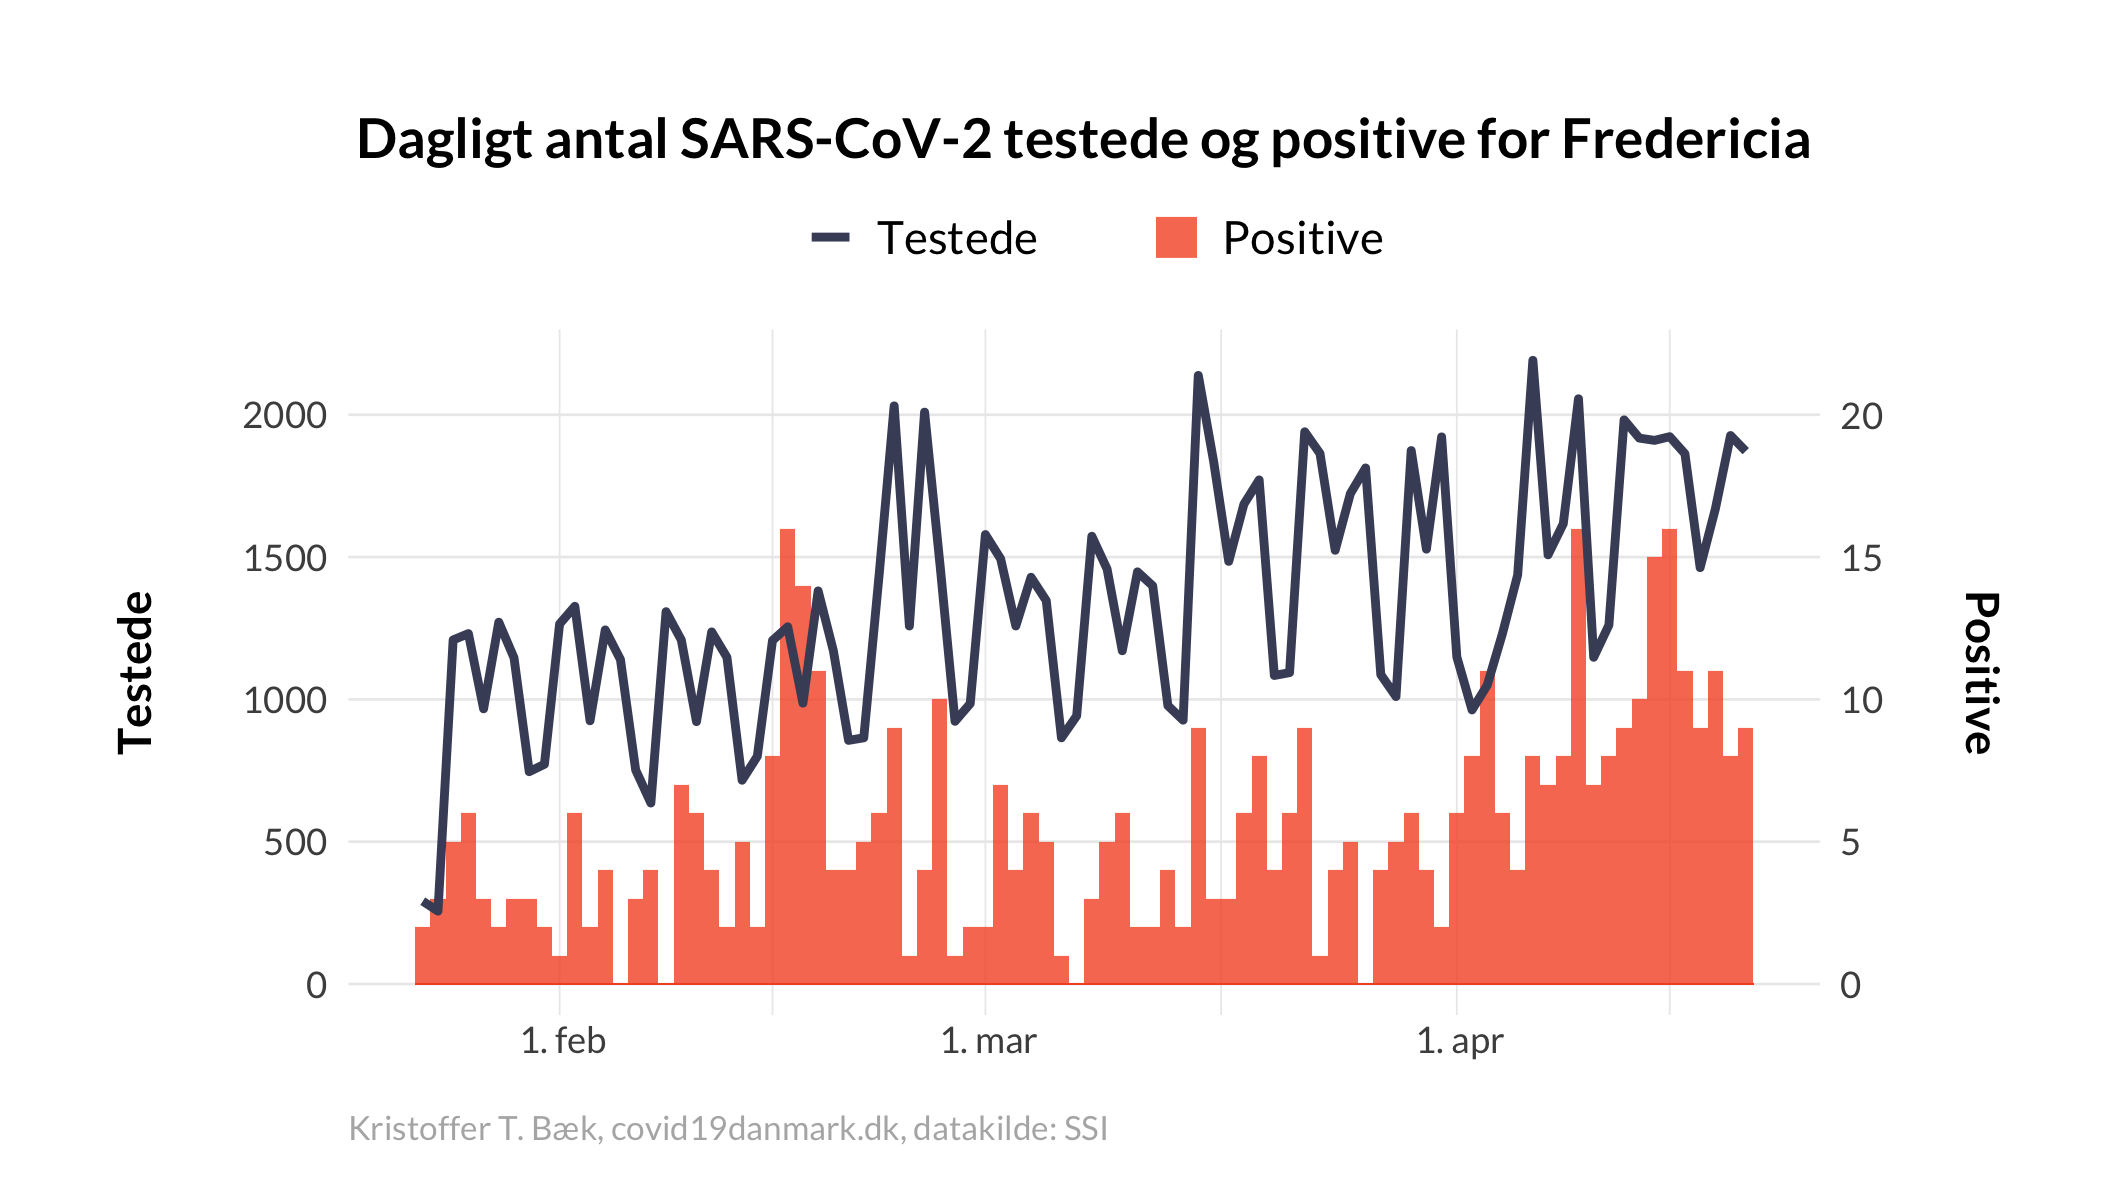 Dagligt antal SARS-CoV-2 testede og positive for Fredericia
Testede
Positive
2000
1500
1000
500
0
Testede
20
15
10
5
0
Positive
1. feb
1. mar
1. apr
Kristoffer T. Bæk, covid19danmark.dk, datakilde: SSI